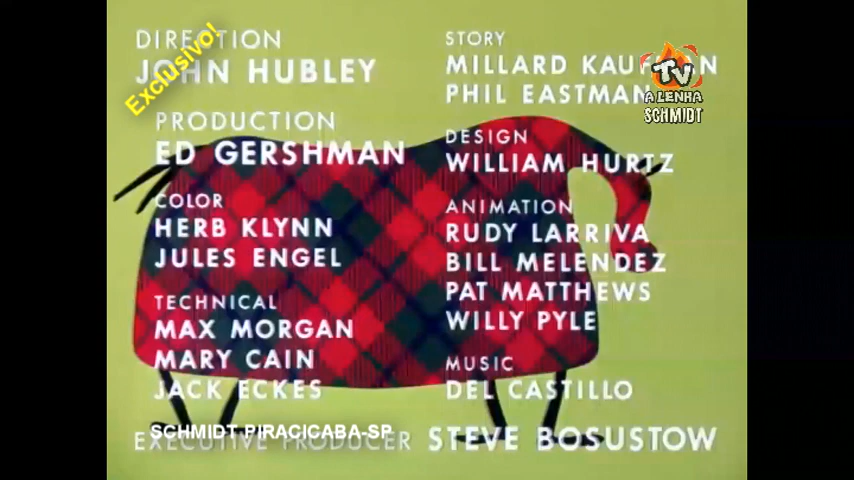 DIRECTION
JOHN HUBLEY
PRODUCTION
ED GERSHMAN
COLOR
HERB KLYNN
JULES ENGEL
TECHNICAL
MAX MORGAN
MARY CAIN
JACK ECKES
STORY
MILLARD KAUFMAN
PHIL EASTMAN
DESIGN
WILLIAM HURTZ
ANIMATION
RUDY LARRIVA
BILL MELENDEZ
PAT MATTHEWS
WILLY PYLE
MUSIC
DEL CASTILLO
EXECUTIVE PRODUCER STEVE BOSUSTOW
Exclusivo!
TV
A LENHA
SCHMIDT
SCHMIDT PIRACICABA-SP